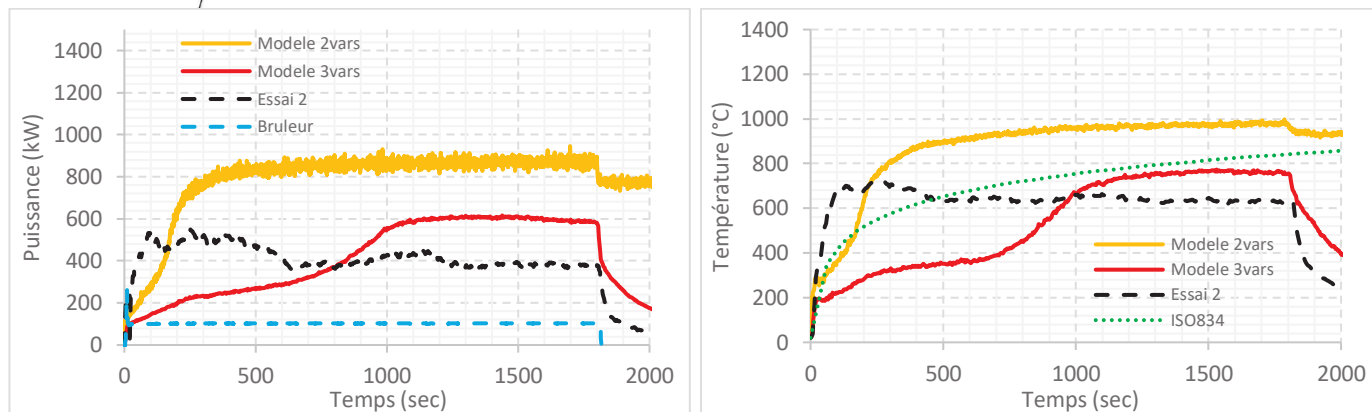 1400
1200
1000
800
600
400
200
0
Puissance (kW)
Modele 2vars
Modele 3vars
Essai 2
Bruleur
0 500 1000 1500 2000
Temps (sec)
1400
1200
1000
800
600
400
200
0
Température (°C)
Modele 2vars
Modele 3vars
Essai 2
ISO834
0 500 1000 1500 2000
Temps (sec)